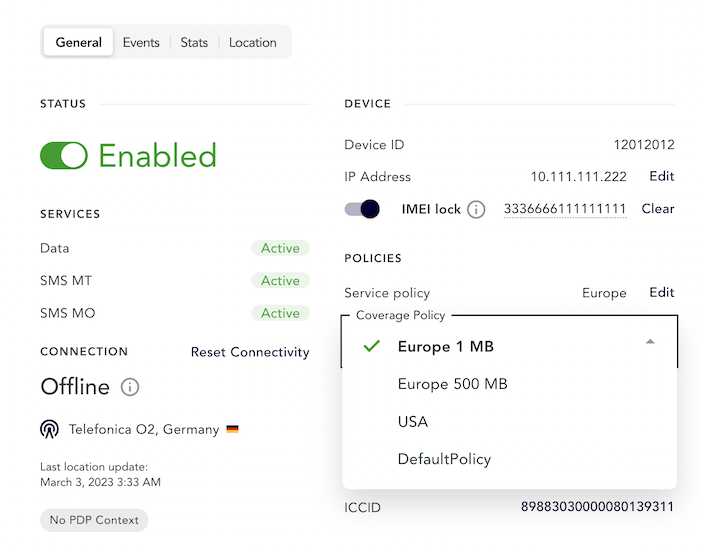 General Events Stats Location
STATUS
Enabled
SERVICES
Data Active
SMS MT Active
SMS MO Active
CONNECTION Reset Connectivity
Offline
Telefonica O2, Germany
Last location update:
March 3, 2023 3:33 AM
No PDP Context
DEVICE
Device ID 12012012
IP Address 10.111.111.222 Edit
IMEI lock 3336666111111111 Clear
POLICIES
Service policy Europe Edit
Coverage Policy
Europe 1 MB
Europe 500 MB
USA
DefaultPolicy
ICCID 89883030000080139311